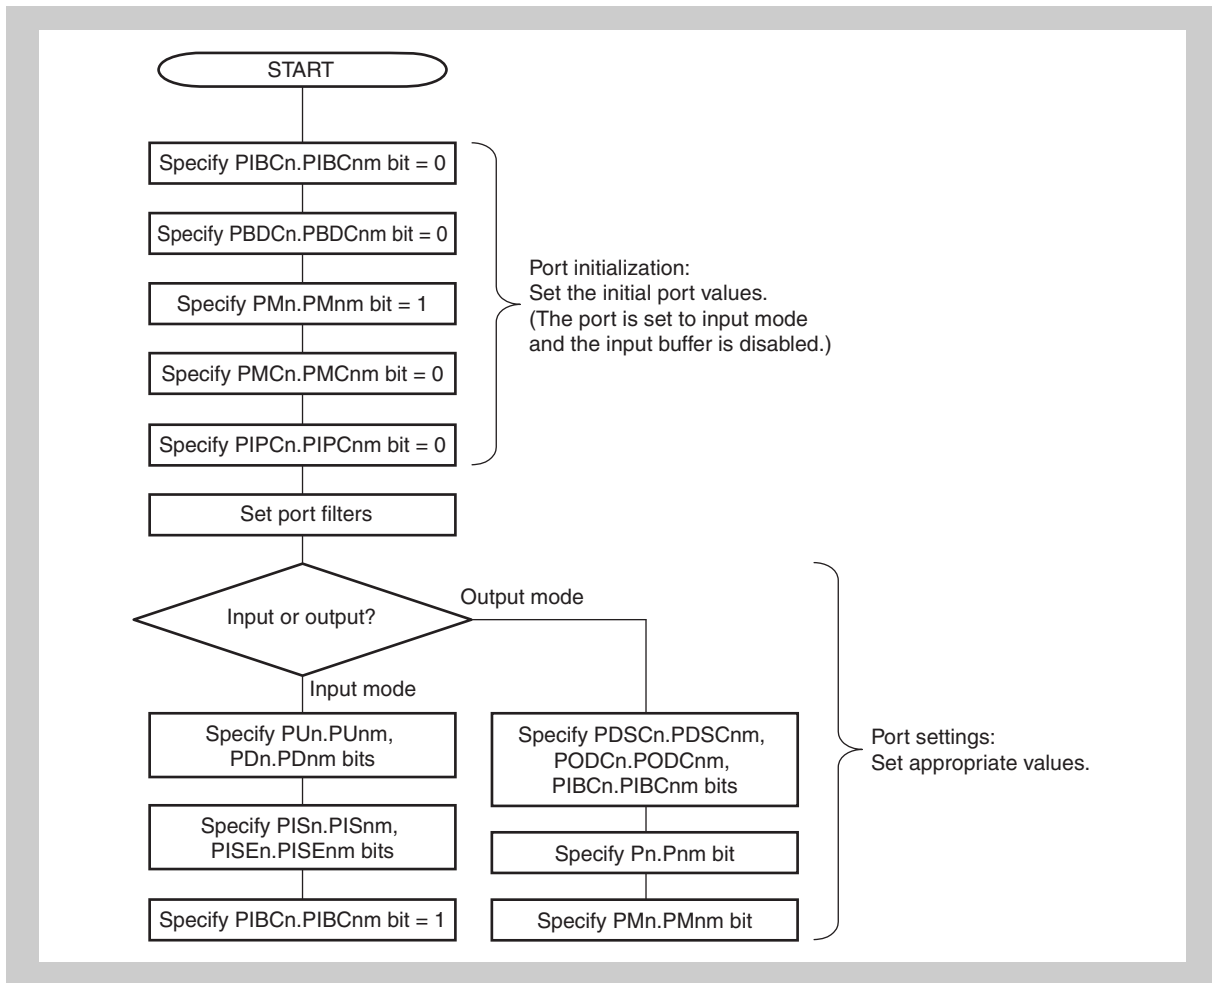 START
Specify PIBCn.PIBCnm bit = 0
Specify PBDCn.PBDCnm bit = 0
Specify PMn.PMnm bit = 1
Specify PMCn.PMCnm bit = 0
Specify PIPCn.PIPCnm bit = 0
Port initialization:
Set the initial port values.
(The port is set to input mode
and the input buffer is disabled.)
Set port filters
Input or output?
Output mode
Input mode
Specify PUn.PUnm,
PDn.PDnm bits
Specify PISn.PISnm,
PISEn.PISEnm bits
Specify PIBCn.PIBCnm bit = 1
Specify PDSCn.PDSCnm,
PODCn.PODCnm,
PIBCn.PIBCnm bits
Specify Pn.Pnm bit
Specify PMn.PMnm bit
Port settings:
Set appropriate values.